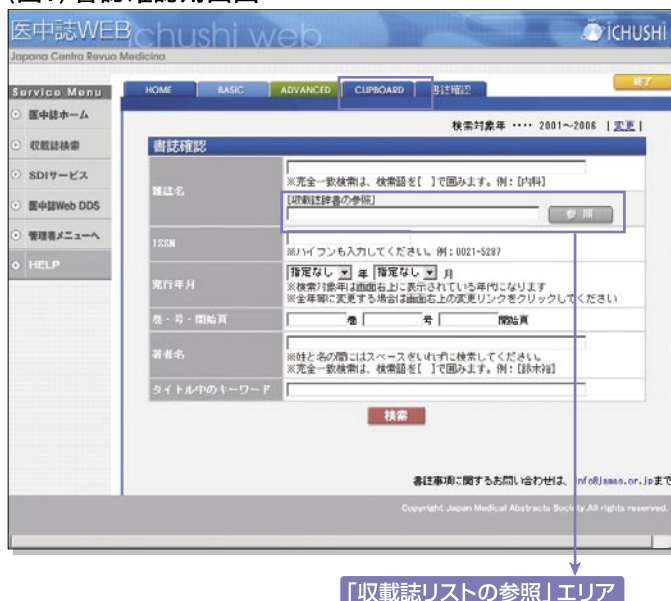 医中誌WEB
ichushi web
ICHUSHI
Japana Centra Revuo Medicina
Service Menu
HOME BASIC ADVANCED CLIPBOARD 書誌確認
終了
医中誌ホーム
収載誌検索
SDIサービス
医中誌Web DDS
管理者メニューへ
HELP
検索対象年 ‥‥ 2001～2006 | 変更 |
書誌確認
雑誌名
※完全一致検索は、検索語を[ ]で囲みます。例：[内科]
[収載誌辞書の参照]
参 照
ISSN
※ハイフンも入力してください。例：0021-5287
発行年月
指定なし 年 指定なし 月
※検索対象年は画面右上に表示されている年代になります
※全年等に変更する場合は画面右上の変更リンクをクリックしてください
巻・号・開始頁
巻 号 開始頁
著者名
※姓と名の間にはスペースをいれずに検索してください。
※完全一致検索は、検索語を[ ]で囲みます。例：[鈴木裕]
タイトル中のキーワード
検索
書誌事項に関するお問い合わせは、info@jamas.or.jpまで
Copyright Japan Medical Abstracts Society.All rights reserved.
「収載誌リストの参照」エリア